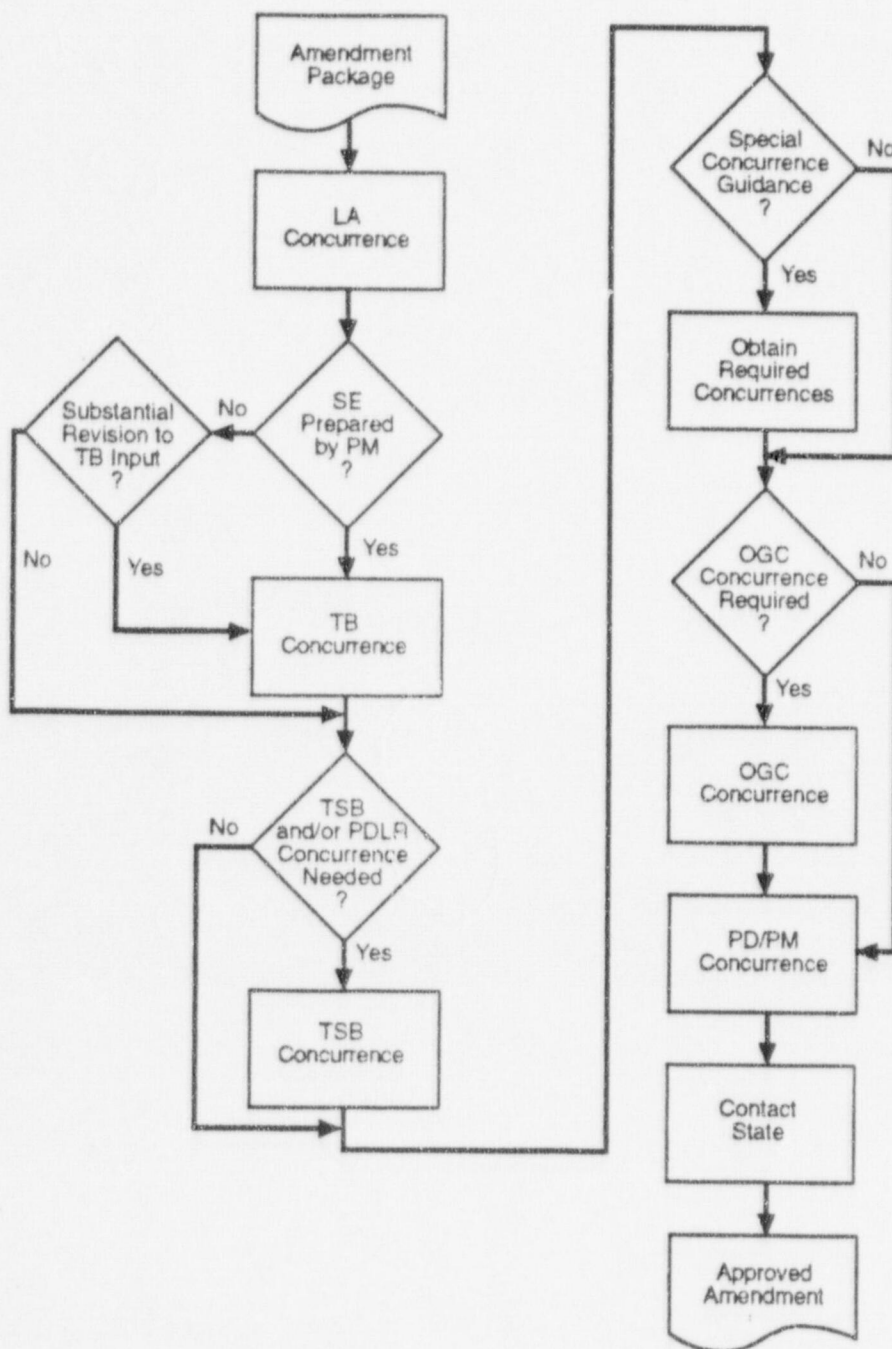 Amendment
Package
LA
Concurrence
SE
Prepared
by PM
?
No
Substantial
Revision to
TB Input
?
No
Yes
Yes
TB
Concurrence
TSB
and/or PDLR
Concurrence
Needed
?
No
Yes
TSB
Concurrence
Special
Concurrence
Guidance
?
No
Yes
Obtain
Required
Concurrences
OGC
Concurrence
Required
?
No
Yes
OGC
Concurrence
PD/PM
Concurrence
Contact
State
Approved
Amendment